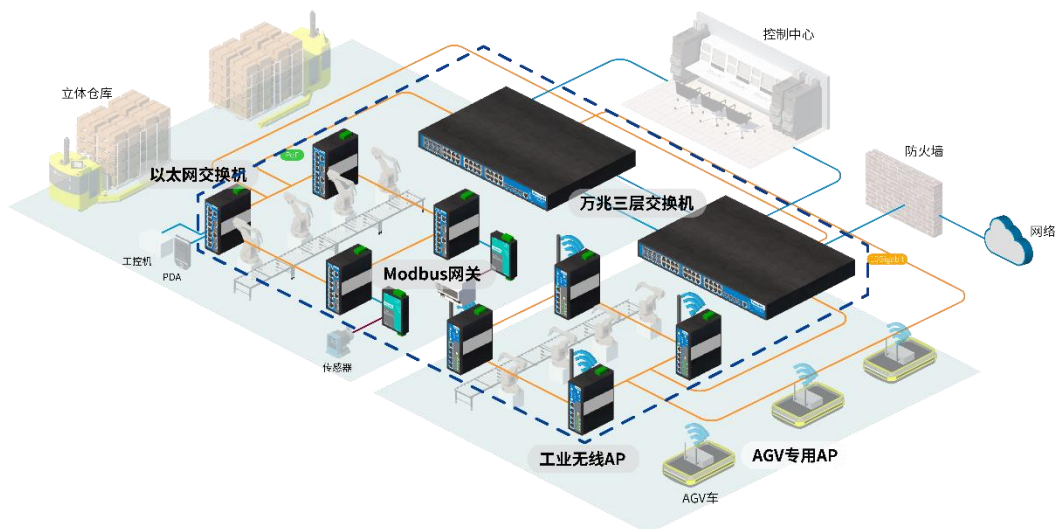 控制中心
立体仓库
防火墙
PoE
以太网交换机
万兆三层交换机
网络
工控机
PDA
Modbus网关
传感器
工业无线AP
AGV专用AP
AGV车